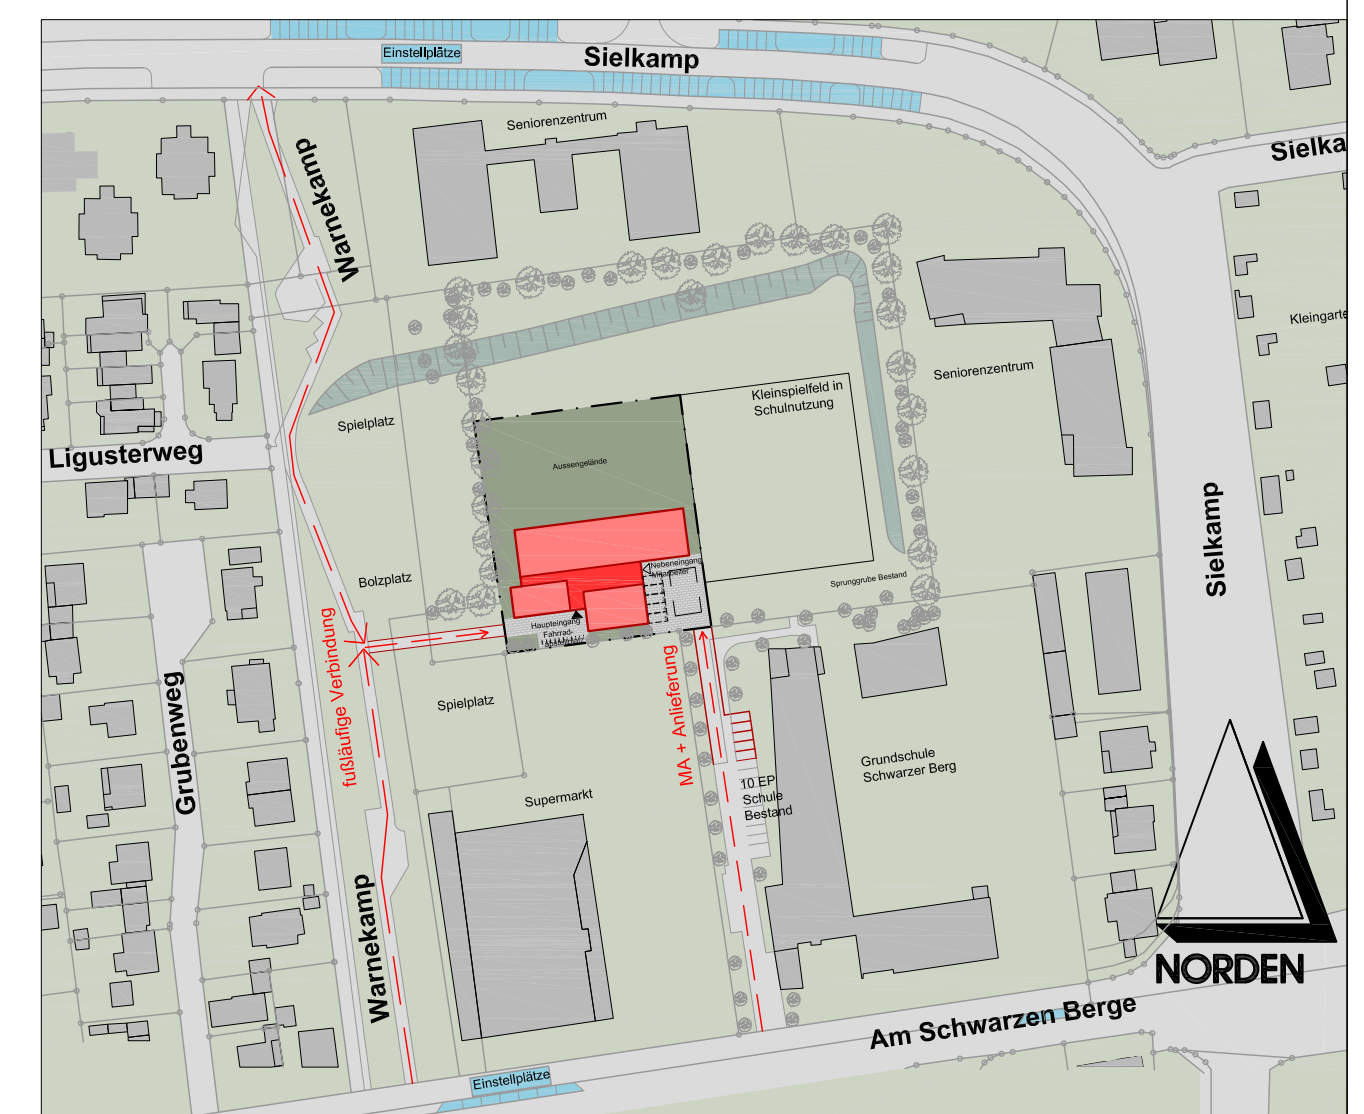 Einstellplätze
Sielkamp
Seniorenzentrum
Warnekamp
Sielka
Kleingarte
Seniorenzentrum
Kleinspielfeld in
Schulnutzung
Spielplatz
Ligusterweg
Aussengelände
Sielkamp
Nebeneingang
Mitarbeiter
Bolzplatz
Sprunggrube Bestand
Haupteingang
Fahrrad-
fußläufige Verbindung
MA + Anlieferung
Spielplatz
Grubenweg
Grundschule
Schwarzer Berg
10 EP
Schule
Bestand
Supermarkt
Warnekamp
NORDEN
Am Schwarzen Berge
Einstellplätze